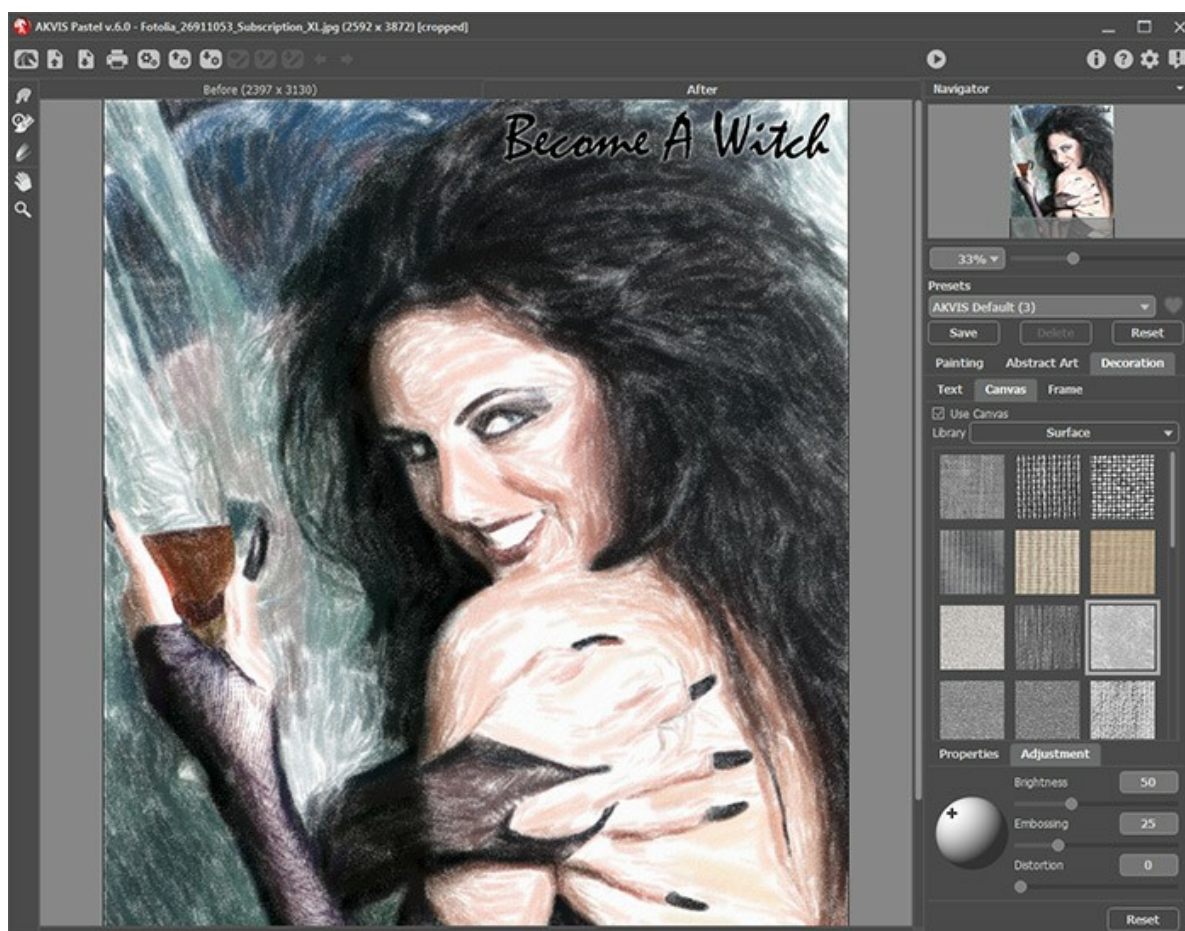 AKVIS Pastel v.6.0 - Fotolia_26911053_Subscription_XL.jpg (2592 x 3872) [cropped]
Before (2397 x 3130)
After
Navigator
Become A Witch
33%
Presets
AKVIS Default (3)
Save
Delete
Reset
Painting
Abstract Art
Decoration
Text
Canvas
Frame
Use Canvas
Library
Surface
Properties
Adjustment
Brightness
50
Embossing
25
Distortion
0
Reset